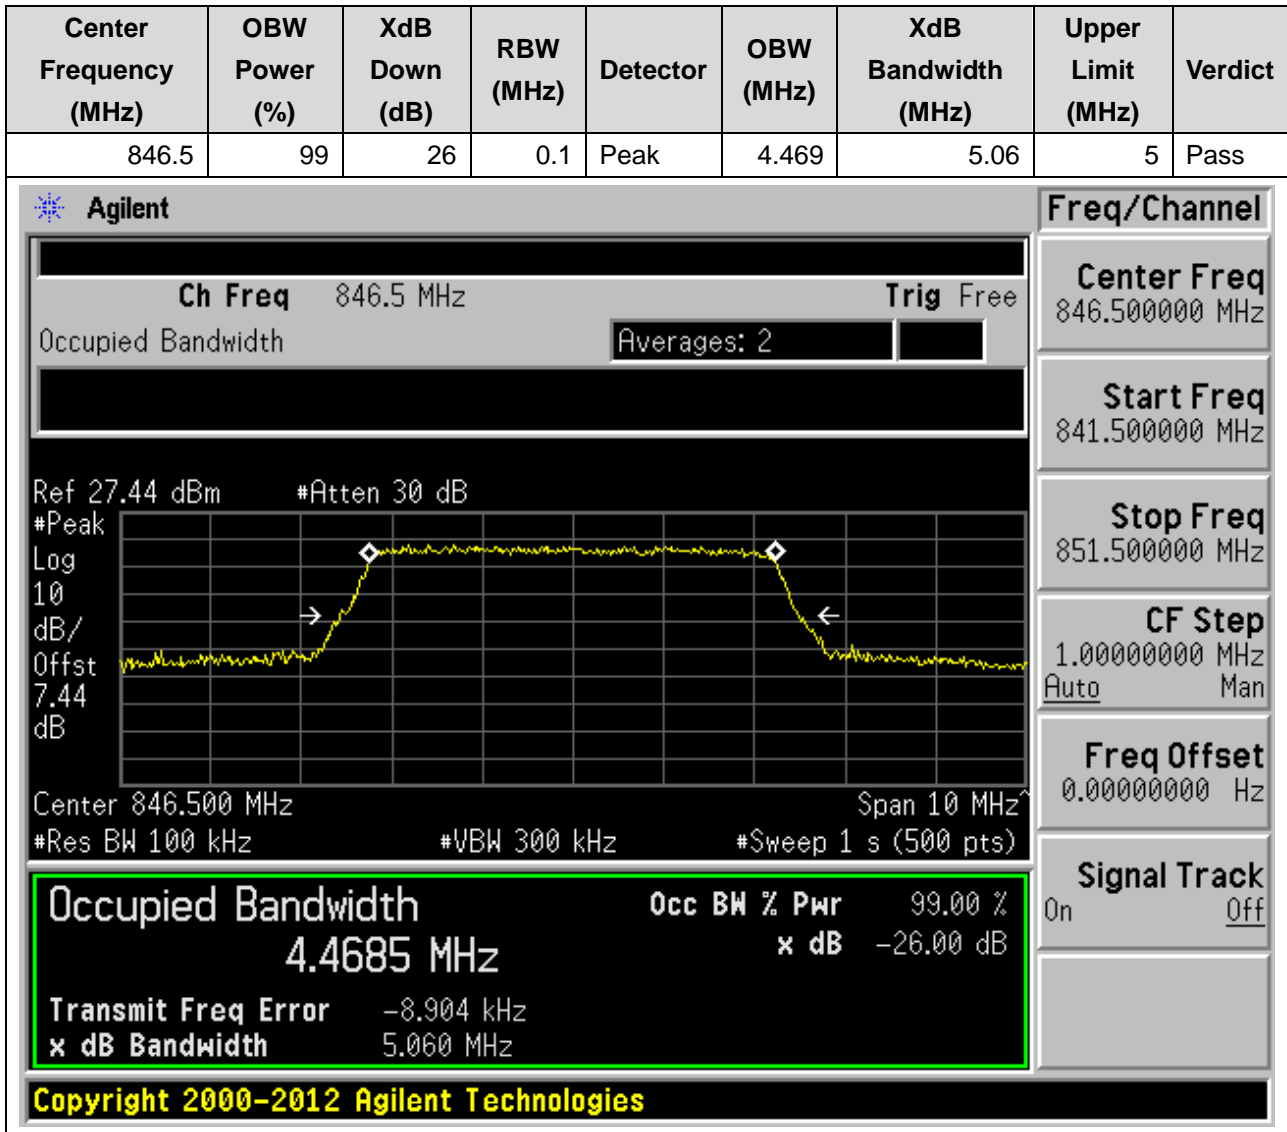 Center Frequency (MHz) OBW Power (%) XdB Down (dB) RBW (MHz) Detector OBW (MHz) XdB Bandwidth (MHz) Upper Limit (MHz) Verdict
846.5 99 26 0.1 Peak 4.469 5.06 5 Pass
Agilent
Freq/Channel
Ch Freq 846.5 MHz Trig Free
Occupied Bandwidth Averages: 2
Center Freq
846.500000 MHz
Start Freq
841.500000 MHz
Stop Freq
851.500000 MHz
CF Step
1.00000000 MHz
Auto Man
Freq Offset
0.00000000 Hz
Signal Track
On Off
Ref 27.44 dBm #Atten 30 dB
#Peak
Log
10
dB/
Offst
7.44
dB
Center 846.500 MHz Span 10 MHz^
#Res BW 100 kHz #VBW 300 kHz #Sweep 1 s (500 pts)
Occupied Bandwidth Occ BW % Pwr 99.00 %
4.4685 MHz x dB -26.00 dB
Transmit Freq Error -8.904 kHz
x dB Bandwidth 5.060 MHz
Copyright 2000-2012 Agilent Technologies